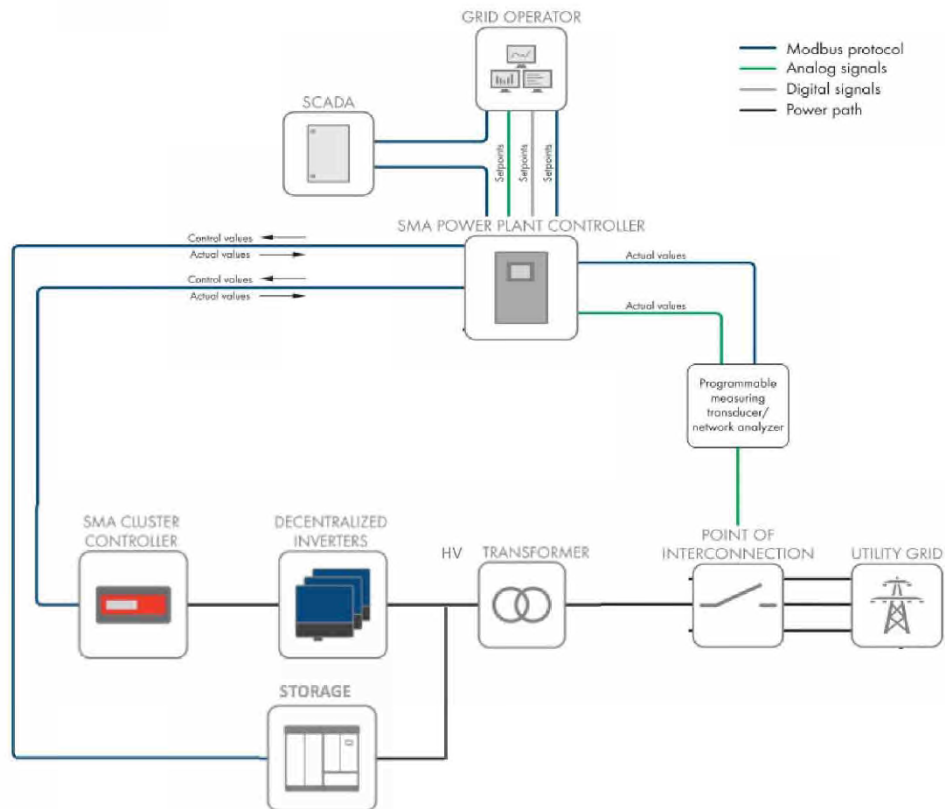 GRID OPERATOR
Modbus protocol
Analog signals
Digital signals
Power path
SCADA
Setpoints
Setpoints
Setpoints
SMA POWER PLANT CONTROLLER
Control values
Actual values
Control values
Actual values
Actual values
Actual values
Programmable
measuring
transducer/
network analyzer
SMA CLUSTER
CONTROLLER
DECENTRALIZED
INVERTERS
HV
TRANSFORMER
POINT OF
INTERCONNECTION
UTILITY GRID
STORAGE